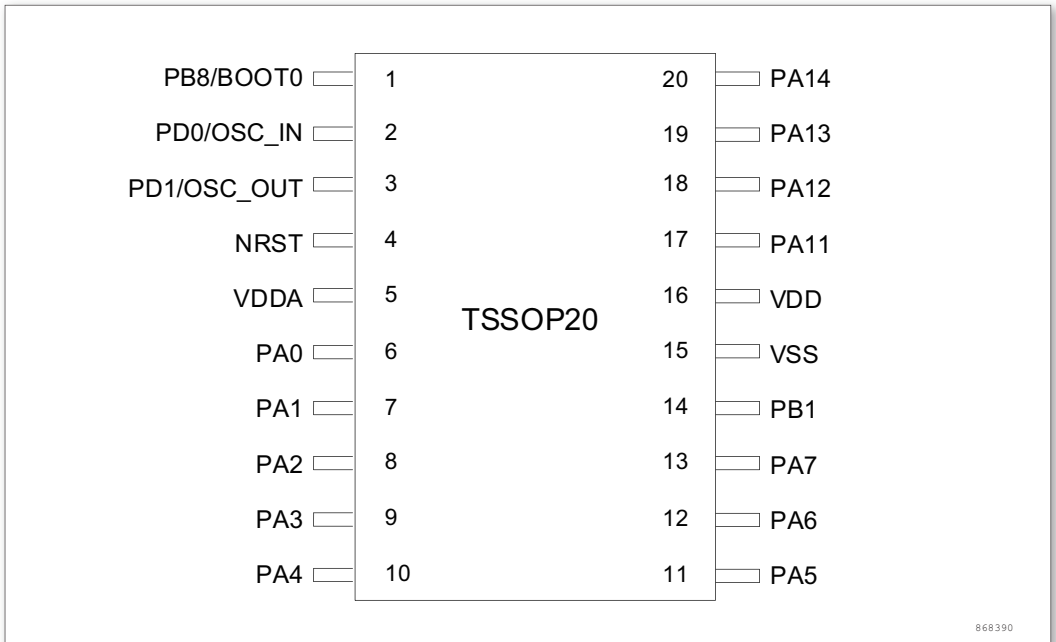 PB8/BOOT0 1 20 PA14
PD0/OSC_IN 2 19 PA13
PD1/OSC_OUT 3 18 PA12
NRST 4 17 PA11
VDDA 5 16 VDD
TSSOP20
PA0 6 15 VSS
PA1 7 14 PB1
PA2 8 13 PA7
PA3 9 12 PA6
PA4 10 11 PA5
868390